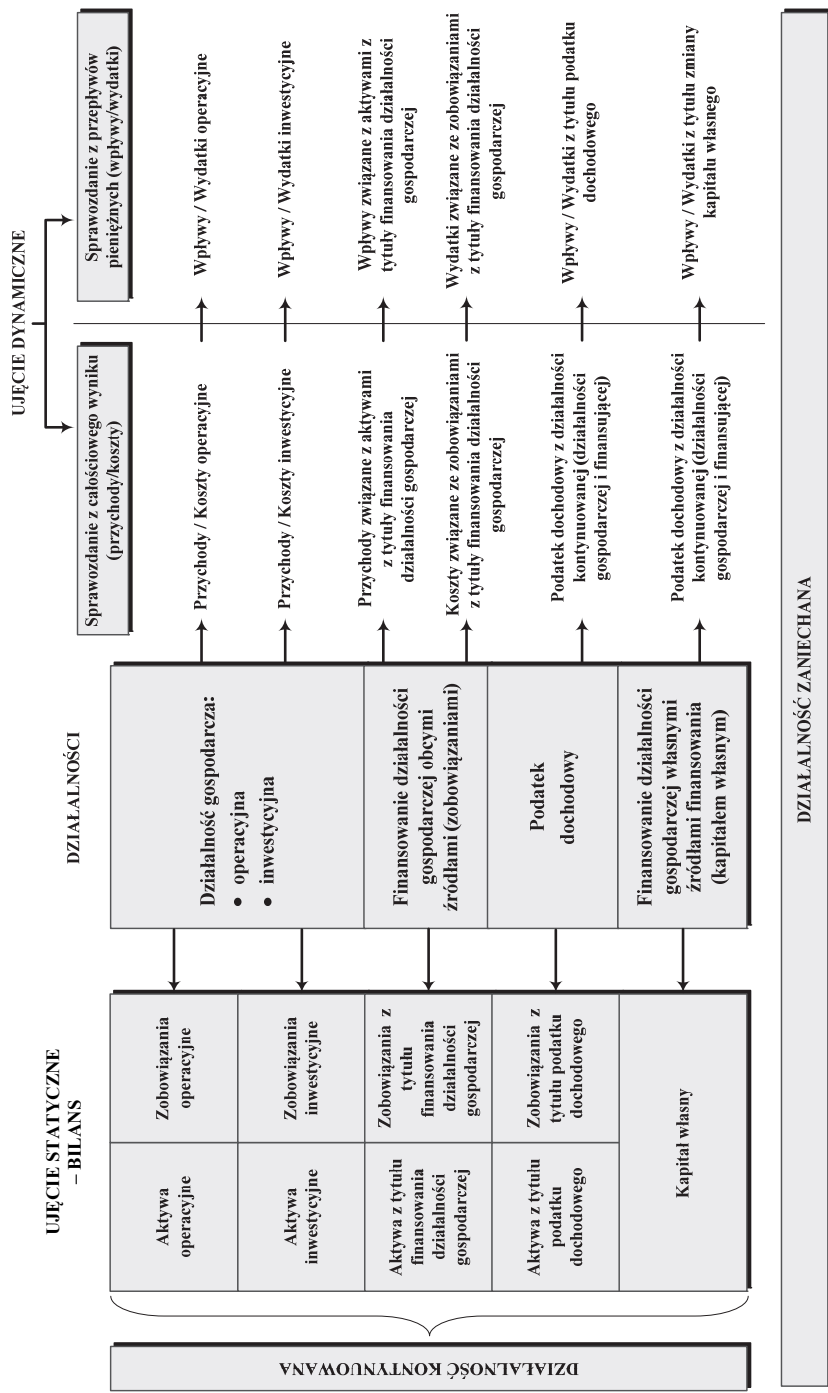 UJĘCIE STATYCZNE
– BILANS
DZIAŁALNOŚCI
UJĘCIE DYNAMICZNE
Sprawozdanie z całościowego wyniku
(przychody/koszty)
Sprawozdanie z przepływów
pieniężnych (wpływy/wydatki)
DZIAŁALNOŚĆ KONTYNUOWANA
Aktywa
operacyjne
Zobowiązania
operacyjne
Aktywa
inwestycyjne
Zobowiązania
inwestycyjne
Aktywa z tytułu
finansowania
działalności
gospodarczej
Zobowiązania z
tytułu
finansowania
działalności
gospodarczej
Aktywa z tytułu
podatku
dochodowego
Zobowiązania z
tytułu podatku
dochodowego
Kapitał własny
Działalność gospodarcza:
• operacyjna
• inwestycyjna
Finansowanie działalności
gospodarczej obcymi
źródłami (zobowiązaniami)
Podatek
dochodowy
Finansowanie działalności
gospodarczej własnymi
źródłami finansowania
(kapitałem własnym)
Przychody / Koszty operacyjne
Przychody / Koszty inwestycyjne
Przychody związane z aktywami
z tytuły finansowania
działalności gospodarczej
Koszty związane ze zobowiązaniami
z tytuły finansowania działalności
gospodarczej
Podatek dochodowy z działalności
kontynuowanej (działalności
gospodarczej i finansującej)
Podatek dochodowy z działalności
kontynuowanej (działalności
gospodarczej i finansującej)
Wpływy / Wydatki operacyjne
Wpływy / Wydatki inwestycyjne
Wpływy związane z aktywami z
tytuły finansowania działalności
gospodarczej
Wydatki związane ze zobowiązaniami
z tytuły finansowania działalności
gospodarczej
Wpływy / Wydatki z tytułu podatku
dochodowego
Wpływy / Wydatki z tytułu zmiany
kapitału własnego
DZIAŁALNOŚĆ ZANIECHANA